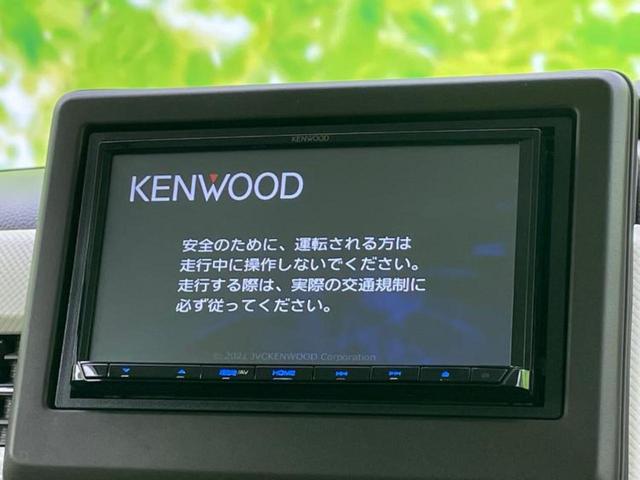 KENWOOD
KENWOOD
安全のために、運転される方は
走行中に操作しないでください。
走行する際は、実際の交通規制に
必ず従ってください。
JVCKENWOOD Corporation
/AV
HOME